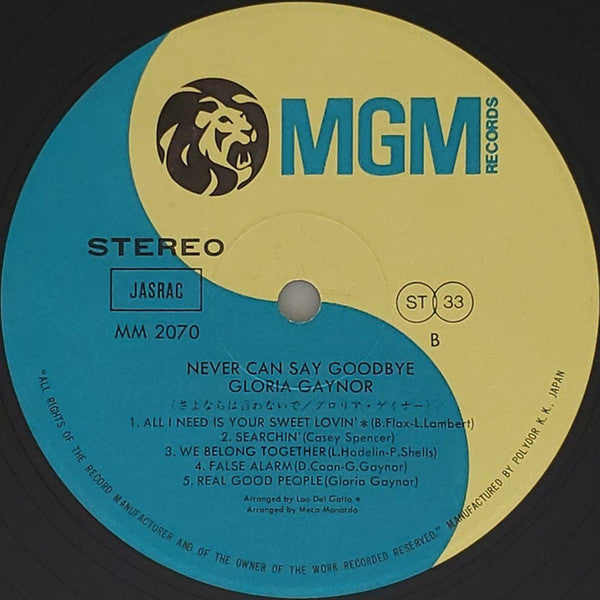 MGM
RECORDS
STEREO
JASRAC
MM 2070
ST 33
B
NEVER CAN SAY GOODBYE
GLORIA GAYNOR
(さよならは言わないで/グロリア・ゲイナー)
1. ALL I NEED IS YOUR SWEET LOVIN'*(B.Flax-L.Lambert)
2. SEARCHIN'(Casey Spencer)
3. WE BELONG TOGETHER(L.Hadelin-P.Shells)
4. FALSE ALARM(D.Caan-G.Gaynor)
5. REAL GOOD PEOPLE(Gloria Gaynor)
Arranged by Lou Del Gatto *
Arranged by Meco Monardo
"ALL RIGHTS OF THE RECORD MANUFACTURER AND OF THE OWNER OF THE WORK RECORDED RESERVED." MANUFACTURED BY POLYDOR K. K. JAPAN